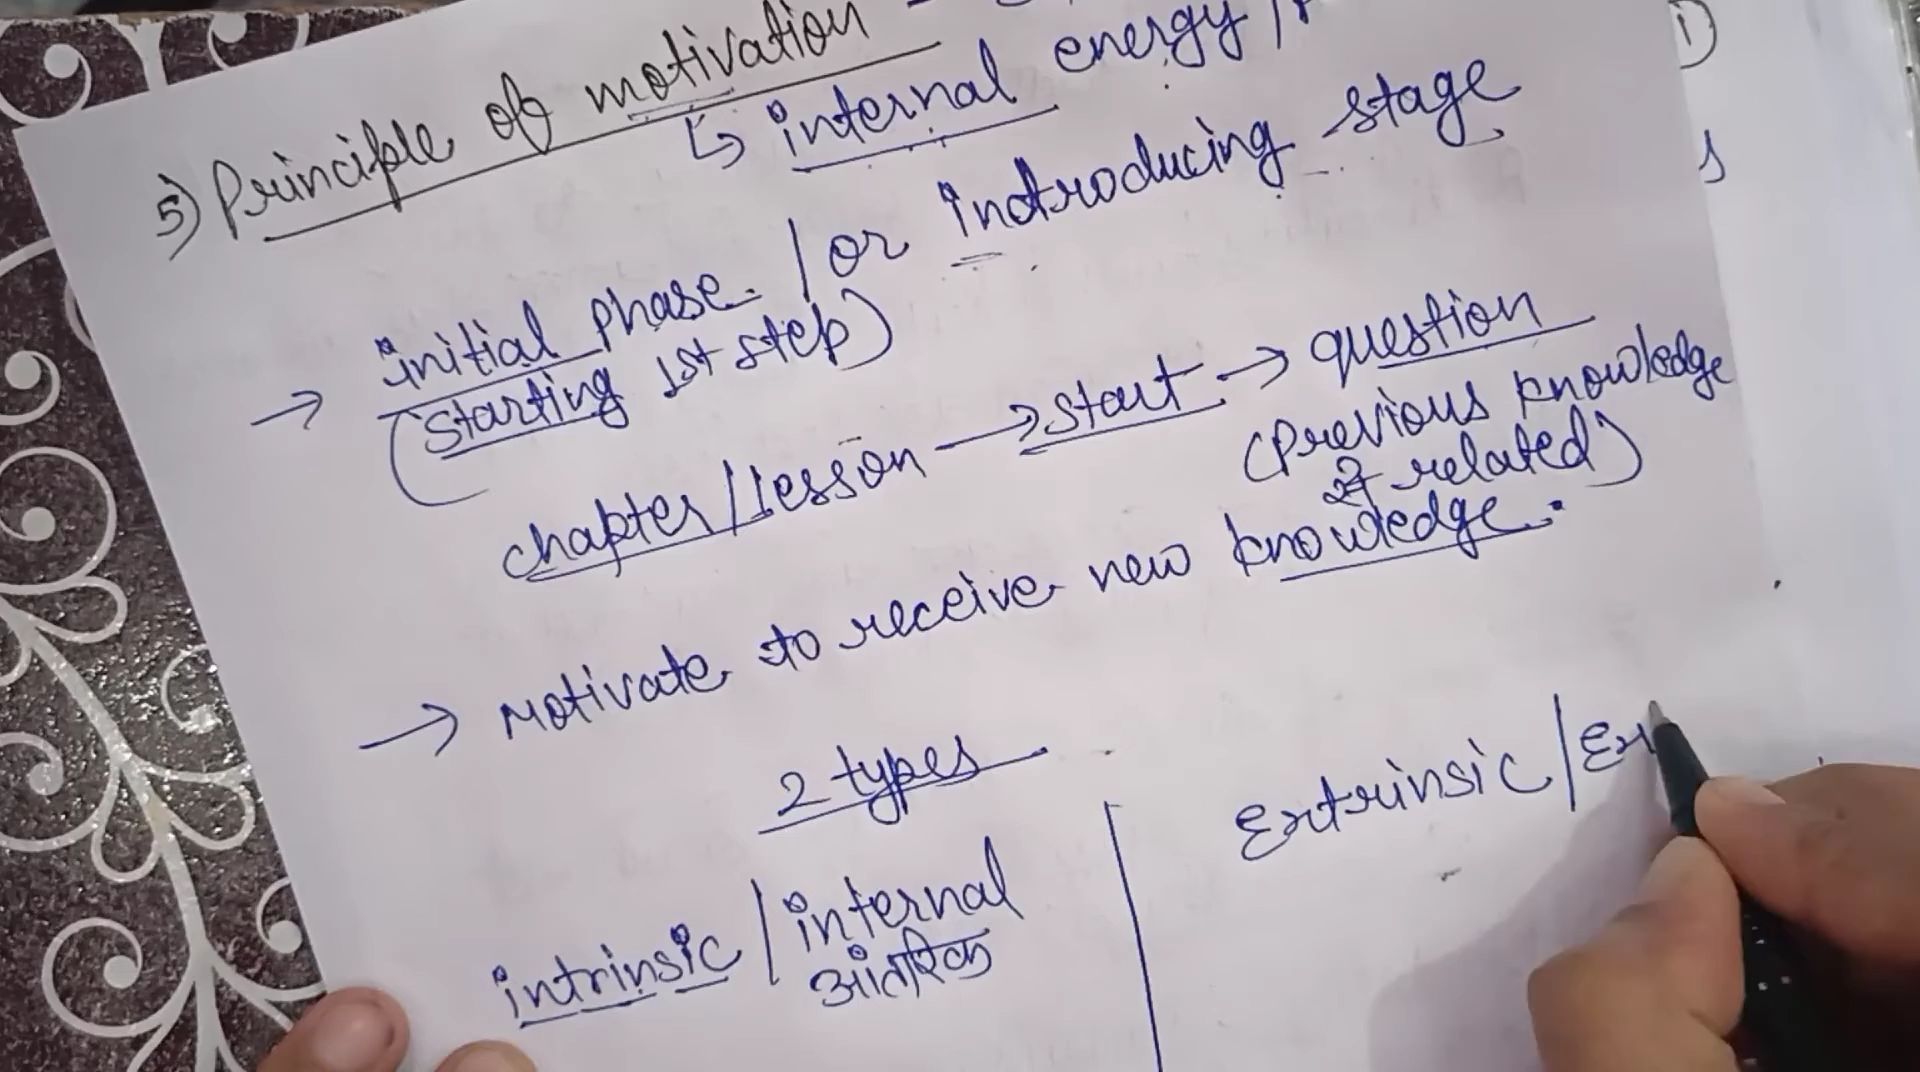 5) Principle of motivation -
↳ internal energy /
→ initial phase / or introducing stage
(starting 1st step)
chapter/lesson → start → question
(Previous knowledge
से related)
→ Motivate to receive new knowledge.
2 types
intrinsic / internal
आंतरिक
Extrinsic / Ex